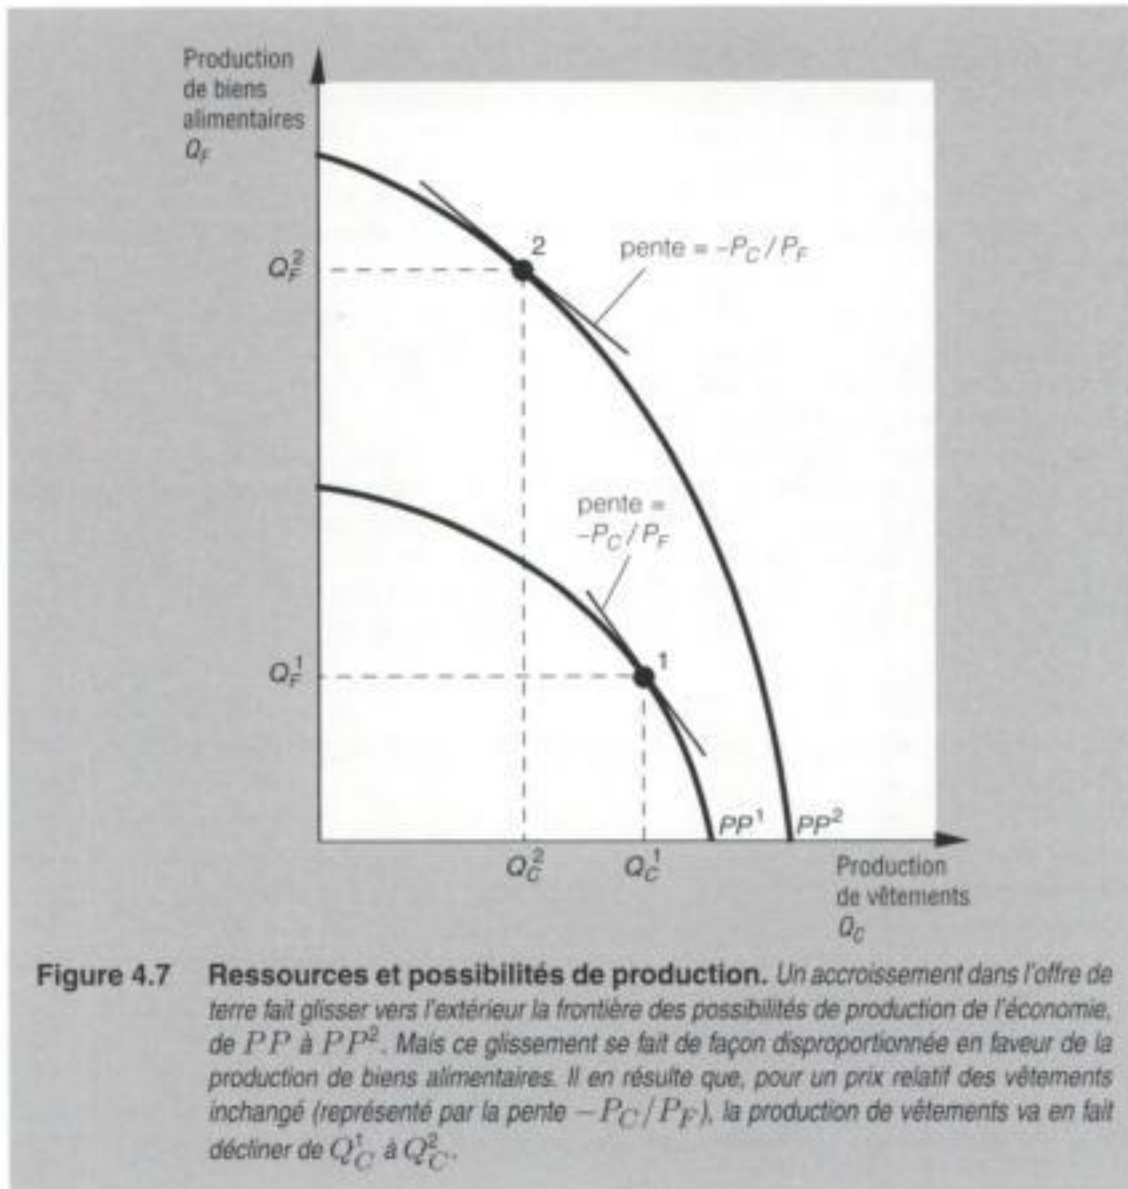 Production
de biens
alimentaires
Q_F
2
Q_F^2
pente = –P_C / P_F
pente =
–P_C / P_F
1
Q_F^1
PP^1
PP^2
Q_C^2
Q_C^1
Production
de vêtements
Q_C
Figure 4.7 Ressources et possibilités de production. Un accroissement dans l'offre de
terre fait glisser vers l'extérieur la frontière des possibilités de production de l'économie,
de PP à PP^2. Mais ce glissement se fait de façon disproportionnée en faveur de la
production de biens alimentaires. Il en résulte que, pour un prix relatif des vêtements
inchangé (représenté par la pente –P_C/P_F), la production de vêtements va en fait
décliner de Q_C^1 à Q_C^2.